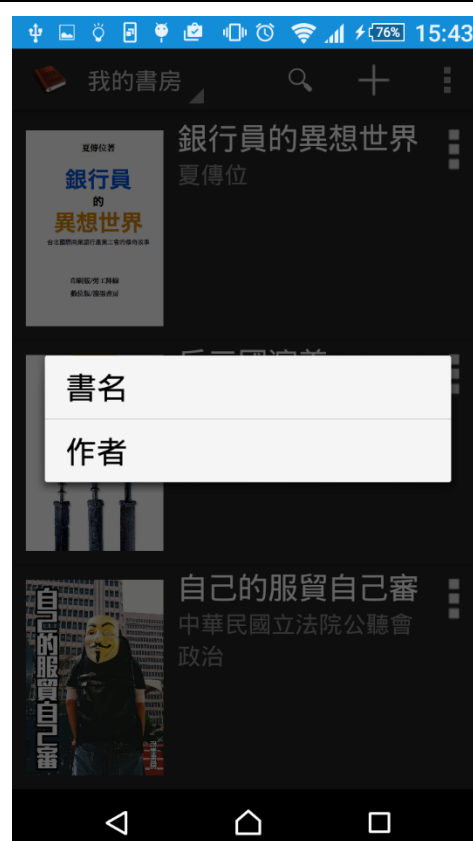 76% 15:43
我的書房
夏傳位著
銀行員
的
異想世界
銀行員的異想世界
夏傳位
書名
作者
自己的服貿自己審
自己的服貿自己審
中華民國立法院公聽會
政治